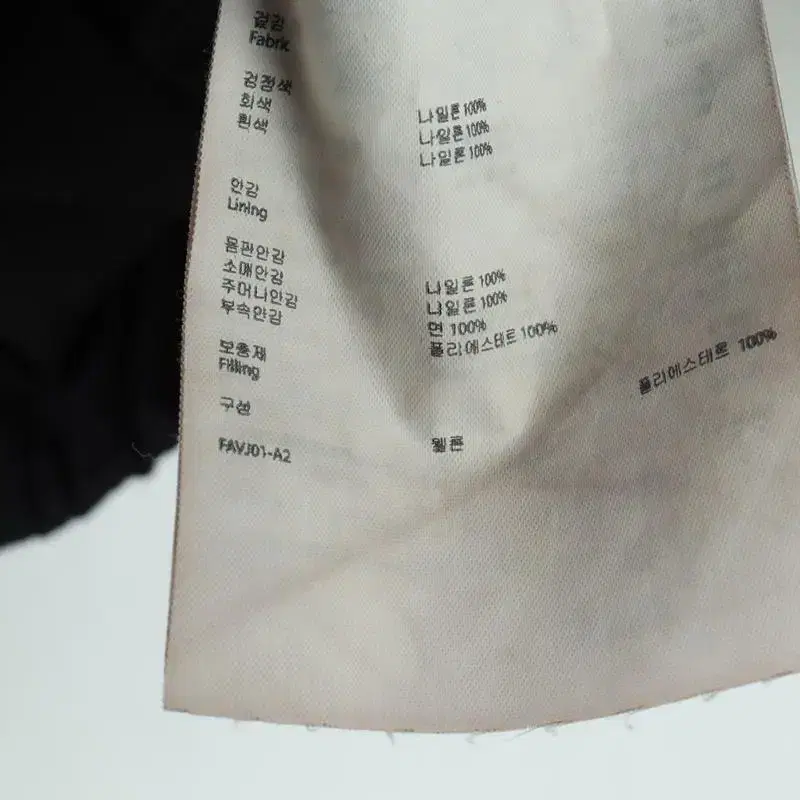 겉감
Fabric
검정색 나일론 100%
회색 나일론 100%
흰색 나일론 100%
안감
Lining
몸판안감 나일론 100%
소매안감 나일론 100%
주머니안감 면 100%
부속안감 폴리에스테르 100%
보충재
Filling 폴리에스테르 100%
구성
FAVJ01-A2 웰론